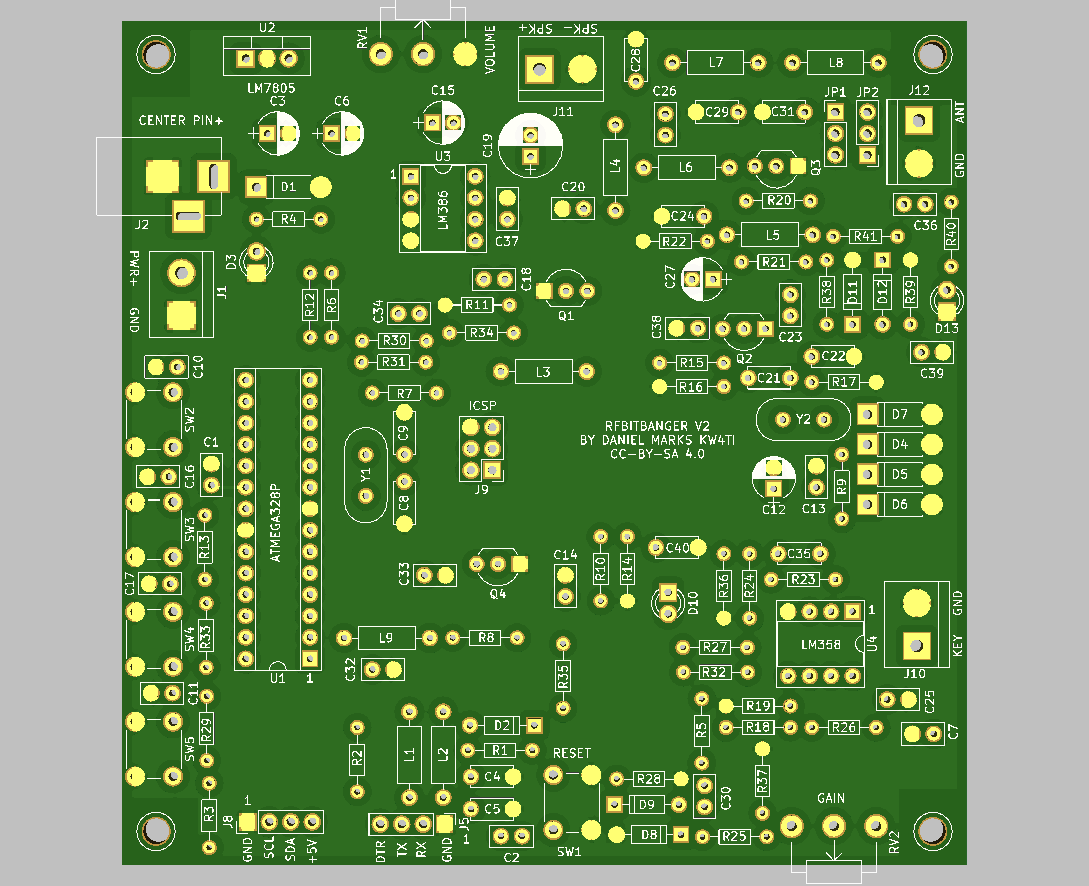 U2
LM7805
RV1
VOLUME
SPK+ SPK-
J11
C28
L7
L8
J12
ANT
GND
C3
C6
C15
C19
C26
C29
C31
JP1
JP2
CENTER PIN+
J2
D1
R4
D3
U3
1
LM386
C37
C20
L4
L6
Q3
R20
C24
R22
L5
R41
C36
R40
R21
PWR+
GND
J1
R12
R6
C34
C18
R11
Q1
C27
C23
R38
D11
D12
R39
D13
R30
R31
R34
C38
Q2
C22
C39
C10
L3
R15
R16
C21
R17
R7
SW2
ICSP
J9
C9
C8
Y1
RFBITBANGER V2
BY DANIEL MARKS KW4TI
CC-BY-SA 4.0
Y2
D7
D4
D5
D6
C1
C16
ATMEGA328P
C12
C13
R9
SW3
R13
C17
C33
Q4
C14
R10
R14
C40
D10
R36
R24
C35
R23
SW4
R33
U1
1
L9
R8
C32
R35
R27
R32
LM358
1
U4
GND
KEY
J10
C11
R29
SW5
R2
L1
L2
D2
R1
C4
C5
RESET
R5
R19
R18
R26
C25
C7
R37
R28
D9
D8
C30
R25
GAIN
RV2
R3
1
J8
GND
SCL
SDA
+5V
DTR
TX
RX
GND
J5
1
C2
SW1